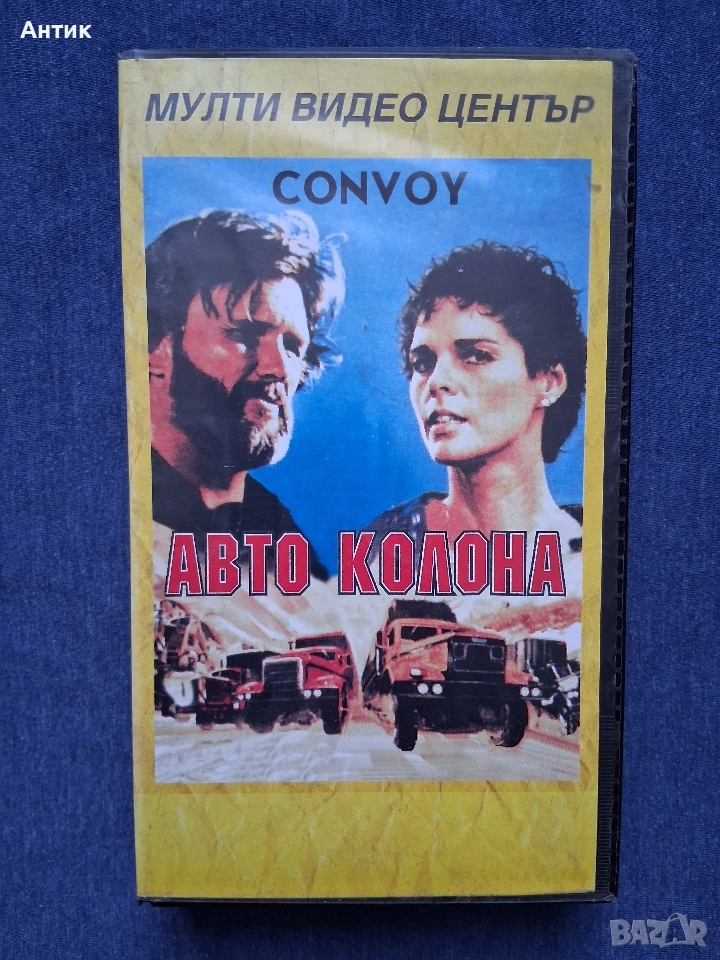 Антик
МУЛТИ ВИДЕО ЦЕНТЪР
CONVOY
АВТО КОЛОНА
BAZAR